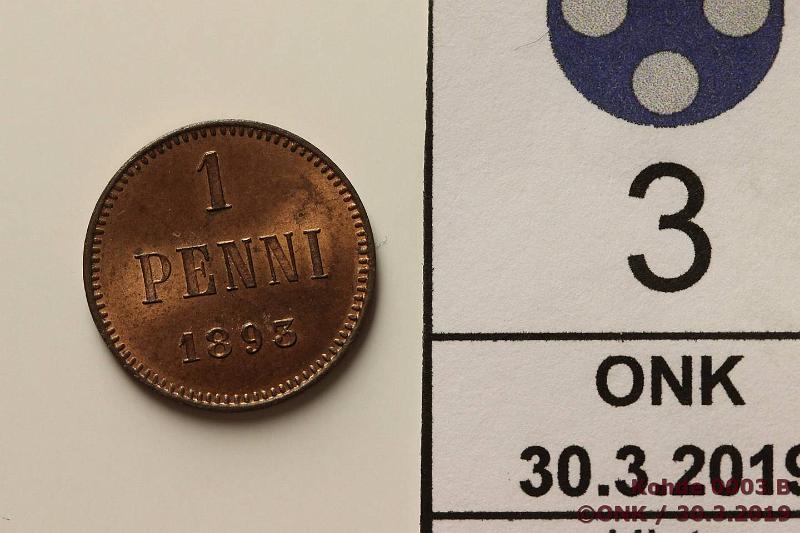 1
PENNI
1893
3
ONK
30.3.2019
Kohde 0003 B
©ONK / 30.3.2019